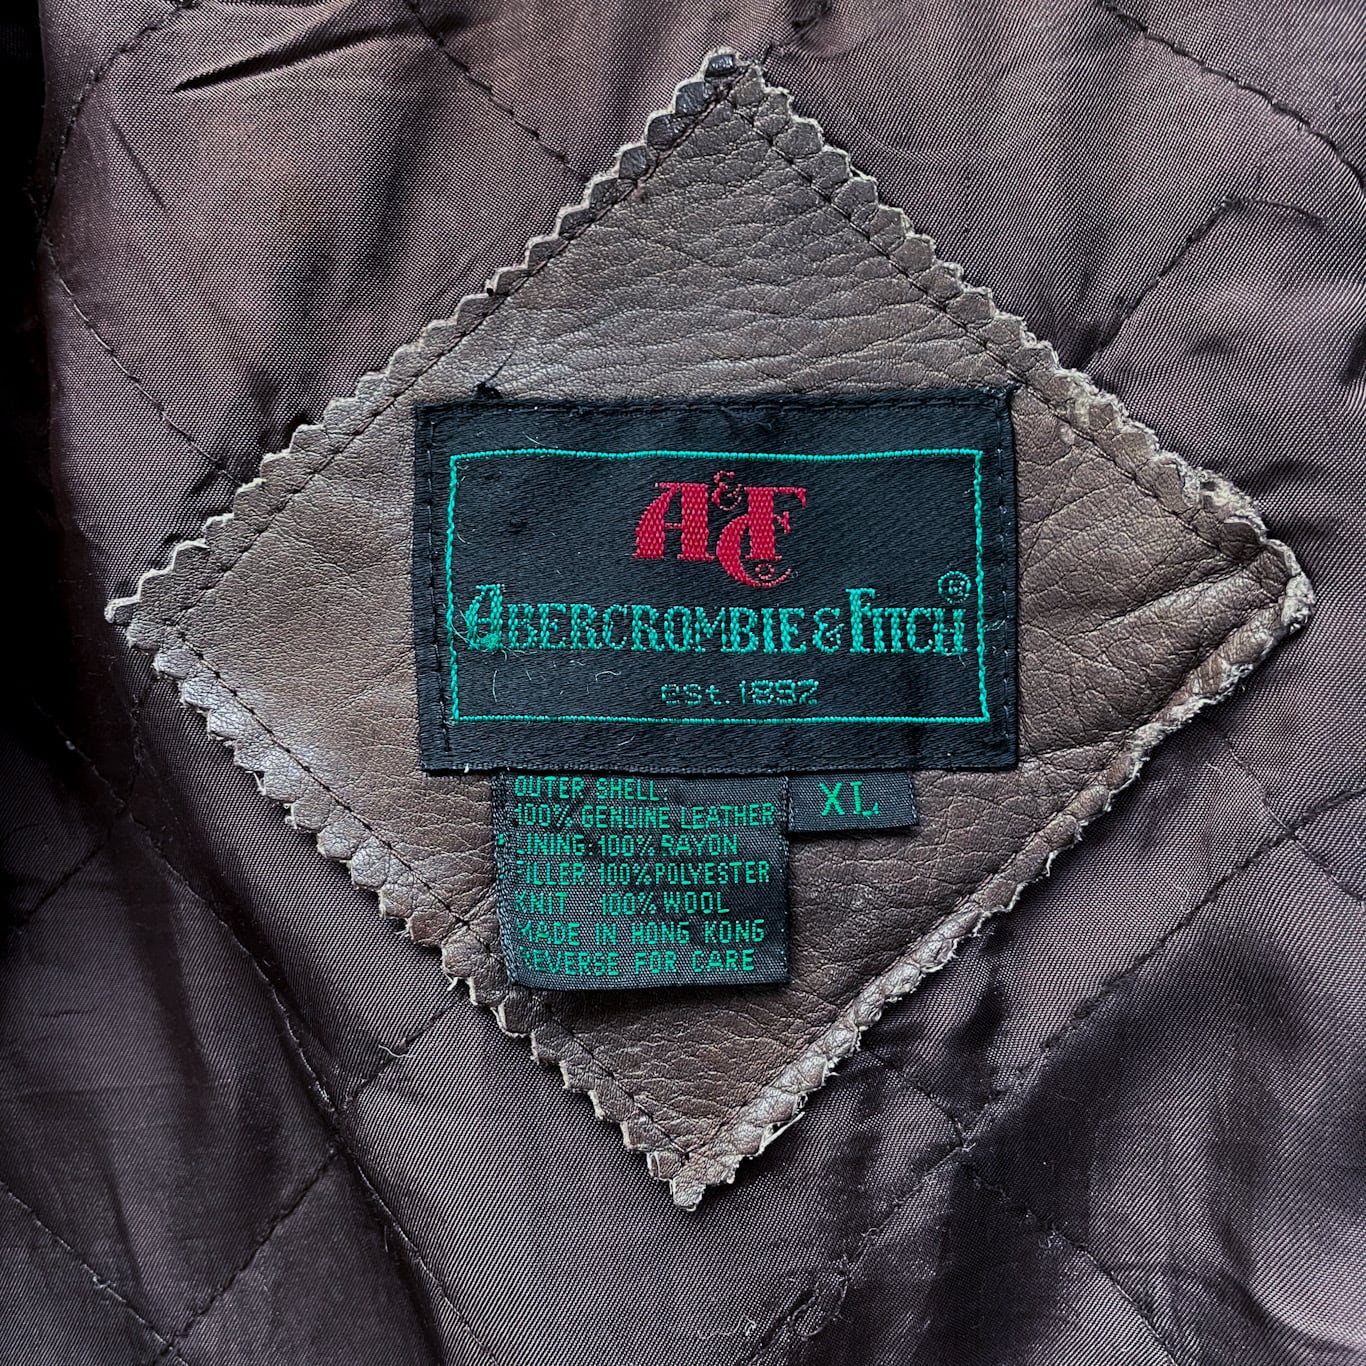 A&F
ABERCROMBIE & FITCH®
est. 1892
XL
OUTER SHELL:
100% GENUINE LEATHER
LINING: 100% RAYON
FILLER: 100% POLYESTER
KNIT : 100% WOOL
MADE IN HONG KONG
REVERSE FOR CARE